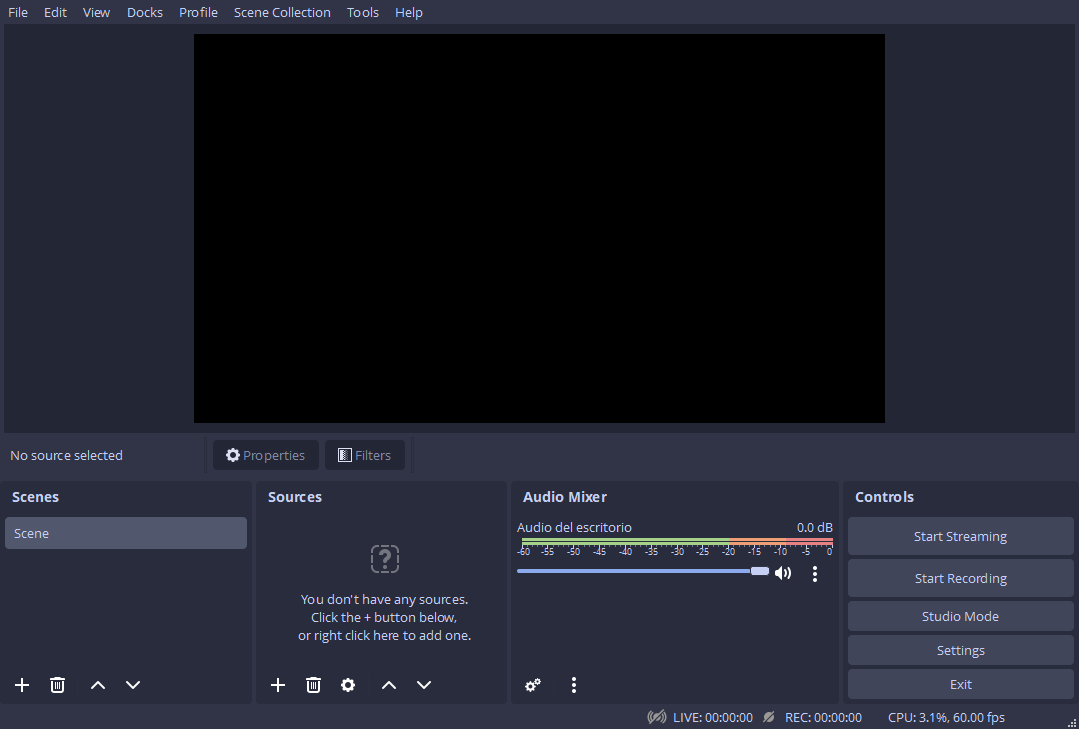 File Edit View Docks Profile Scene Collection Tools Help
No source selected Properties Filters
Scenes
Scene
Sources
You don't have any sources.
Click the + button below,
or right click here to add one.
Audio Mixer
Audio del escritorio 0.0 dB
-60 -55 -50 -45 -40 -35 -30 -25 -20 -15 -10 -5 0
Controls
Start Streaming
Start Recording
Studio Mode
Settings
Exit
LIVE: 00:00:00 REC: 00:00:00 CPU: 3.1%, 60.00 fps